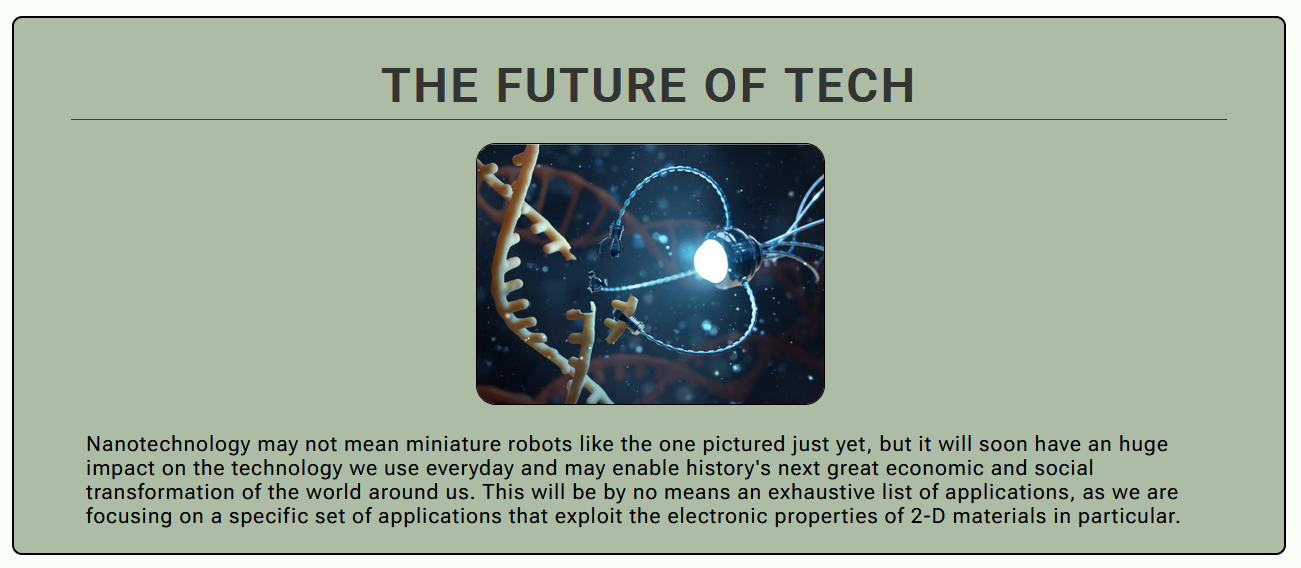 THE FUTURE OF TECH
Nanotechnology may not mean miniature robots like the one pictured just yet, but it will soon have an huge
impact on the technology we use everyday and may enable history's next great economic and social
transformation of the world around us. This will be by no means an exhaustive list of applications, as we are
focusing on a specific set of applications that exploit the electronic properties of 2-D materials in particular.